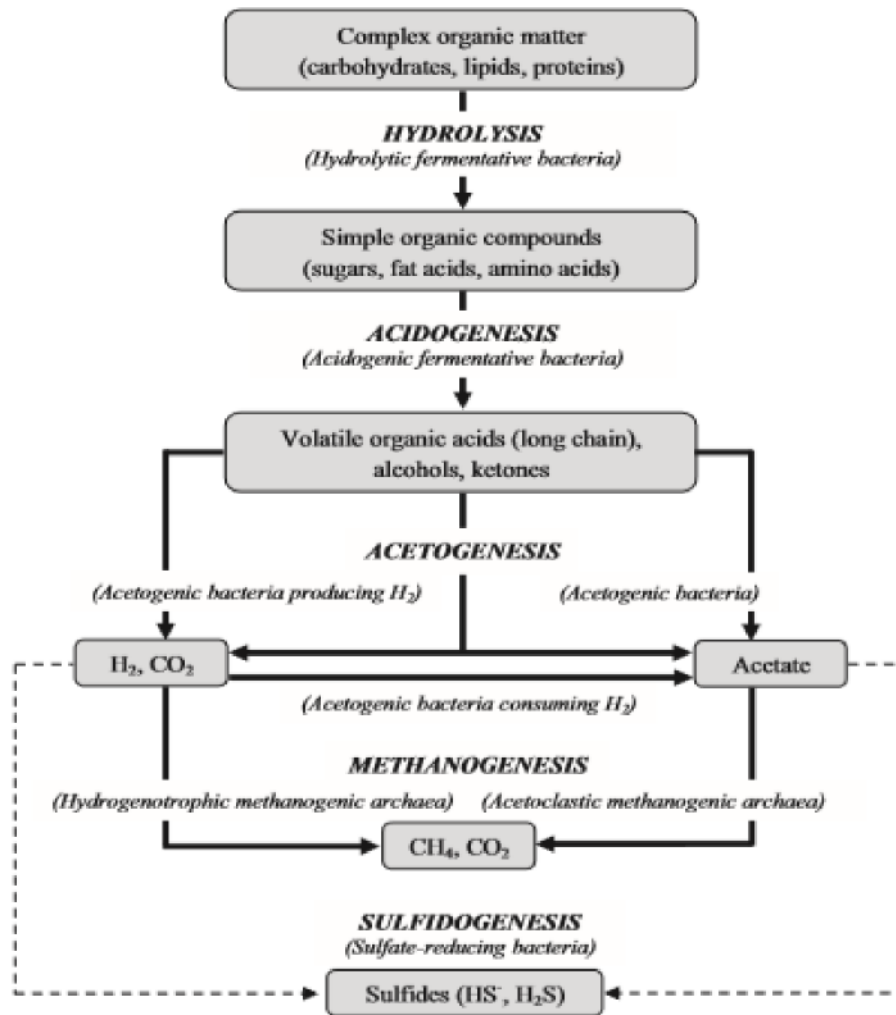 Complex organic matter
(carbohydrates, lipids, proteins)
HYDROLYSIS
(Hydrolytic fermentative bacteria)
Simple organic compounds
(sugars, fat acids, amino acids)
ACIDOGENESIS
(Acidogenic fermentative bacteria)
Volatile organic acids (long chain),
alcohols, ketones
ACETOGENESIS
(Acetogenic bacteria producing H₂)
(Acetogenic bacteria)
H₂, CO₂
Acetate
(Acetogenic bacteria consuming H₂)
METHANOGENESIS
(Hydrogenotrophic methanogenic archaea)
(Acetoclastic methanogenic archaea)
CH₄, CO₂
SULFIDOGENESIS
(Sulfate-reducing bacteria)
Sulfides (HS⁻, H₂S)